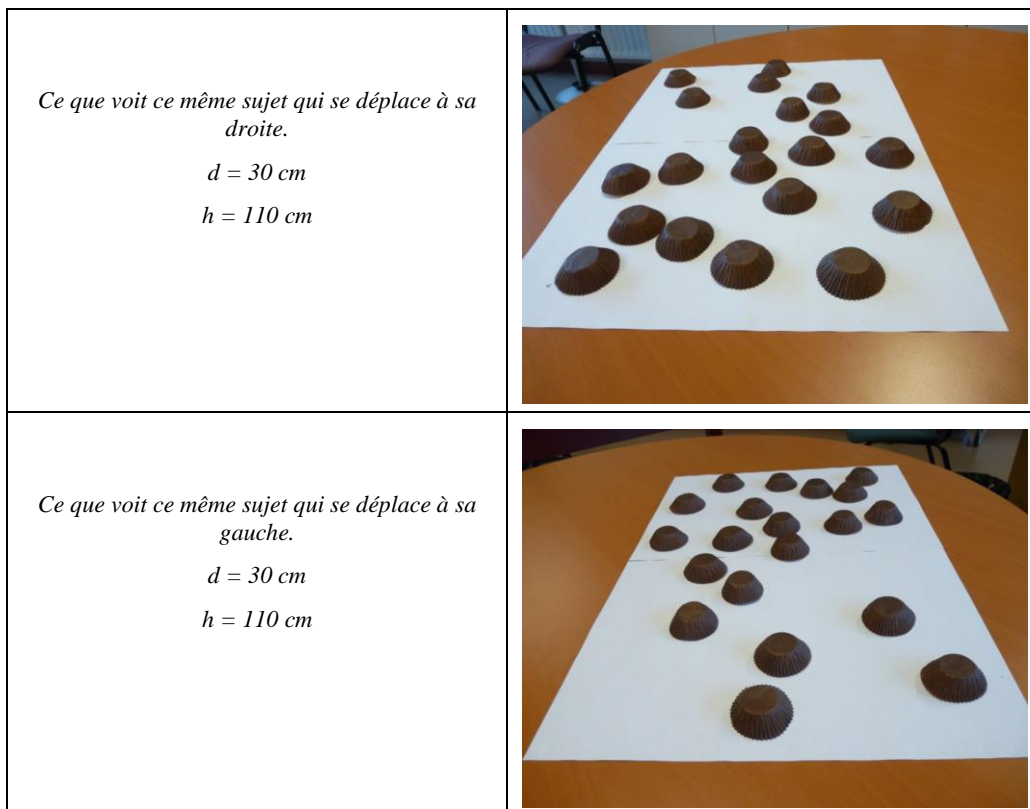 Ce que voit ce même sujet qui se déplace à sa
droite.
d = 30 cm
h = 110 cm
Ce que voit ce même sujet qui se déplace à sa
gauche.
d = 30 cm
h = 110 cm